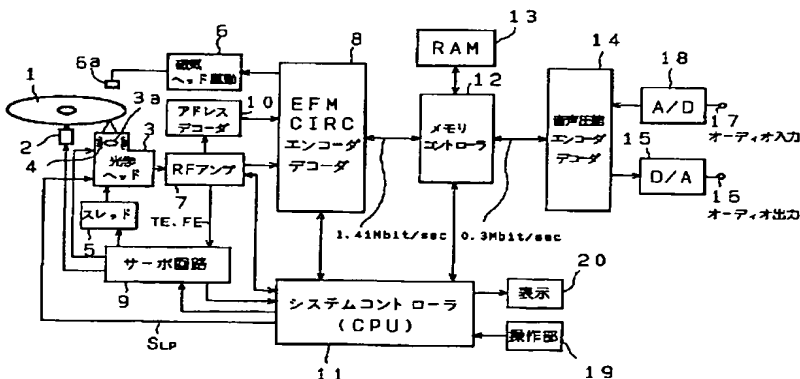 1
2
3
3a
4
5
6
6a
7
8
9
10
11
12
13
14
15
16
17
18
19
20
磁気
ヘッド駆動
アドレス
デコーダ
光学
ヘッド
スレッド
RFアンプ
TE、FE
サーボ回路
SLP
EFM
CIRC
エンコーダ
デコーダ
1.41Mbit/sec
0.3Mbit/sec
RAM
メモリ
コントローラ
音声圧縮
エンコーダ
デコーダ
A/D
オーディオ入力
D/A
オーディオ出力
システムコントローラ
(CPU)
表示
操作部